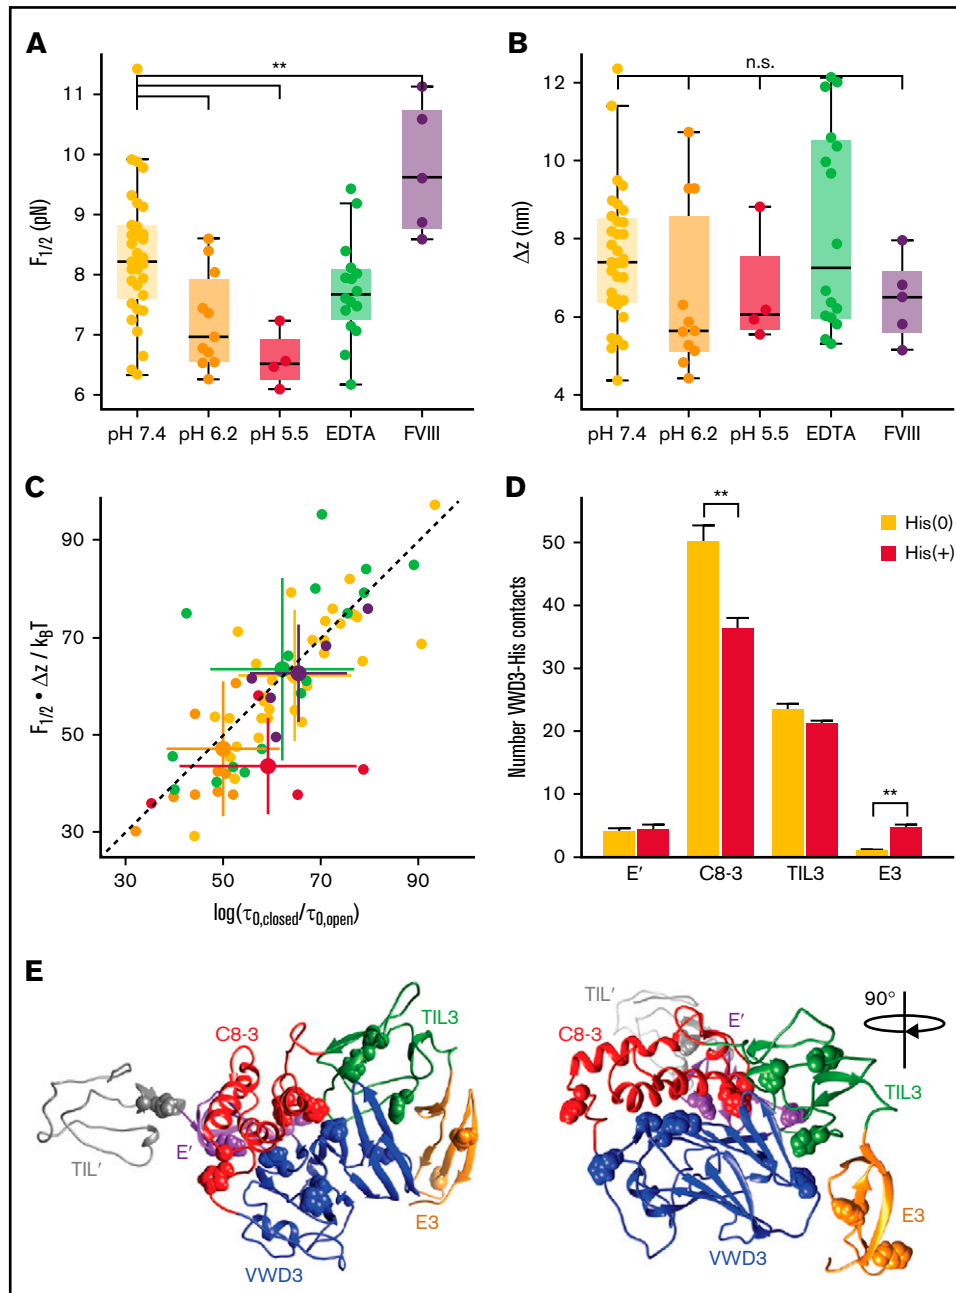 A
B
**
n.s.
F1/2 (pN)
11
10
9
8
7
6
pH 7.4 pH 6.2 pH 5.5 EDTA FVIII
Δz (nm)
12
10
8
6
4
pH 7.4 pH 6.2 pH 5.5 EDTA FVIII
C
D
F1/2 • Δz / kBT
90
70
50
30
30 50 70 90
log(τ0,closed/τ0,open)
Number VWD3-His contacts
50
40
30
20
10
0
**
**
His(0)
His(+)
E′ C8-3 TIL3 E3
E
TIL3
C8-3
TIL′
E′
E3
VWD3
TIL′
E′
C8-3
90°
TIL3
E3
VWD3